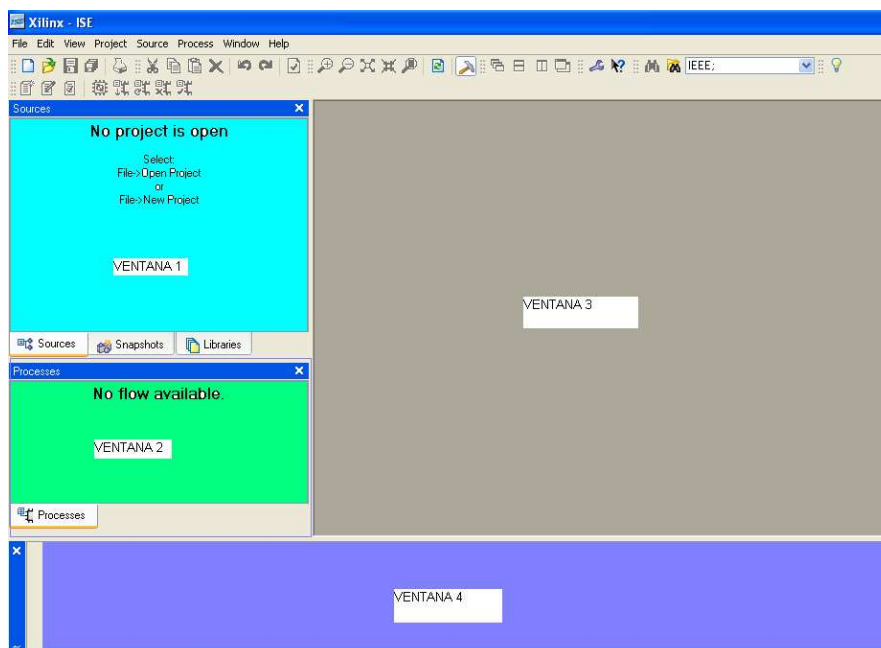 Xilinx - ISE
File Edit View Project Source Process Window Help
IEEE;
Sources
No project is open
Select:
File->Open Project
or
File->New Project
VENTANA 1
VENTANA 3
Sources Snapshots Libraries
Processes
No flow available.
VENTANA 2
Processes
VENTANA 4